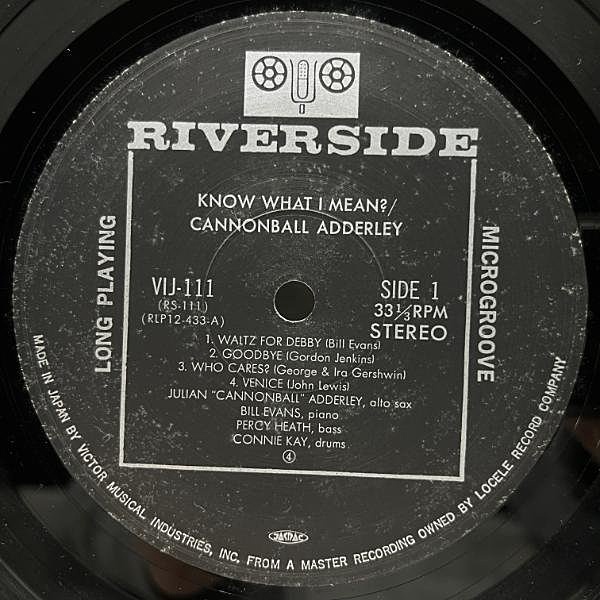 RIVERSIDE
KNOW WHAT I MEAN?/
CANNONBALL ADDERLEY
LONG PLAYING
MICROGROOVE
VIJ-111
(RS-111)
(RLP12-433-A)
SIDE 1
33⅓RPM
STEREO
1. WALTZ FOR DEBBY (Bill Evans)
2. GOODBYE (Gordon Jenkins)
3. WHO CARES? (George & Ira Gershwin)
4. VENICE (John Lewis)
JULIAN "CANNONBALL" ADDERLEY, alto sax
BILL EVANS, piano
PERCY HEATH, bass
CONNIE KAY, drums
④
JASRAC
MADE IN JAPAN BY VICTOR MUSICAL INDUSTRIES, INC. FROM A MASTER RECORDING OWNED BY LOCELE RECORD COMPANY